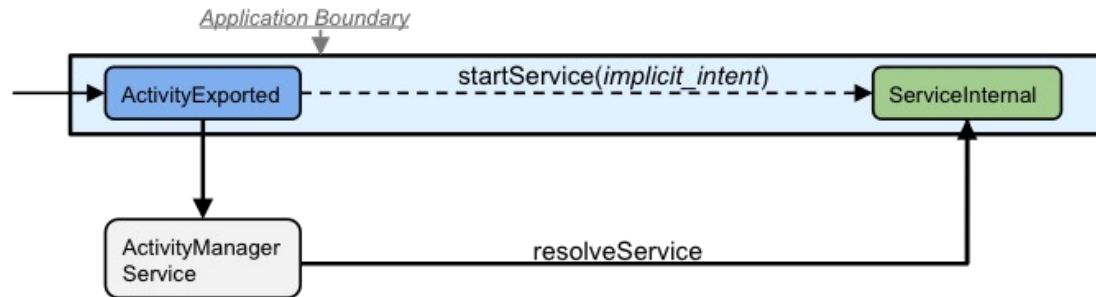 Application Boundary
startService(implicit_intent)
ActivityExported
ServiceInternal
ActivityManager
Service
resolveService